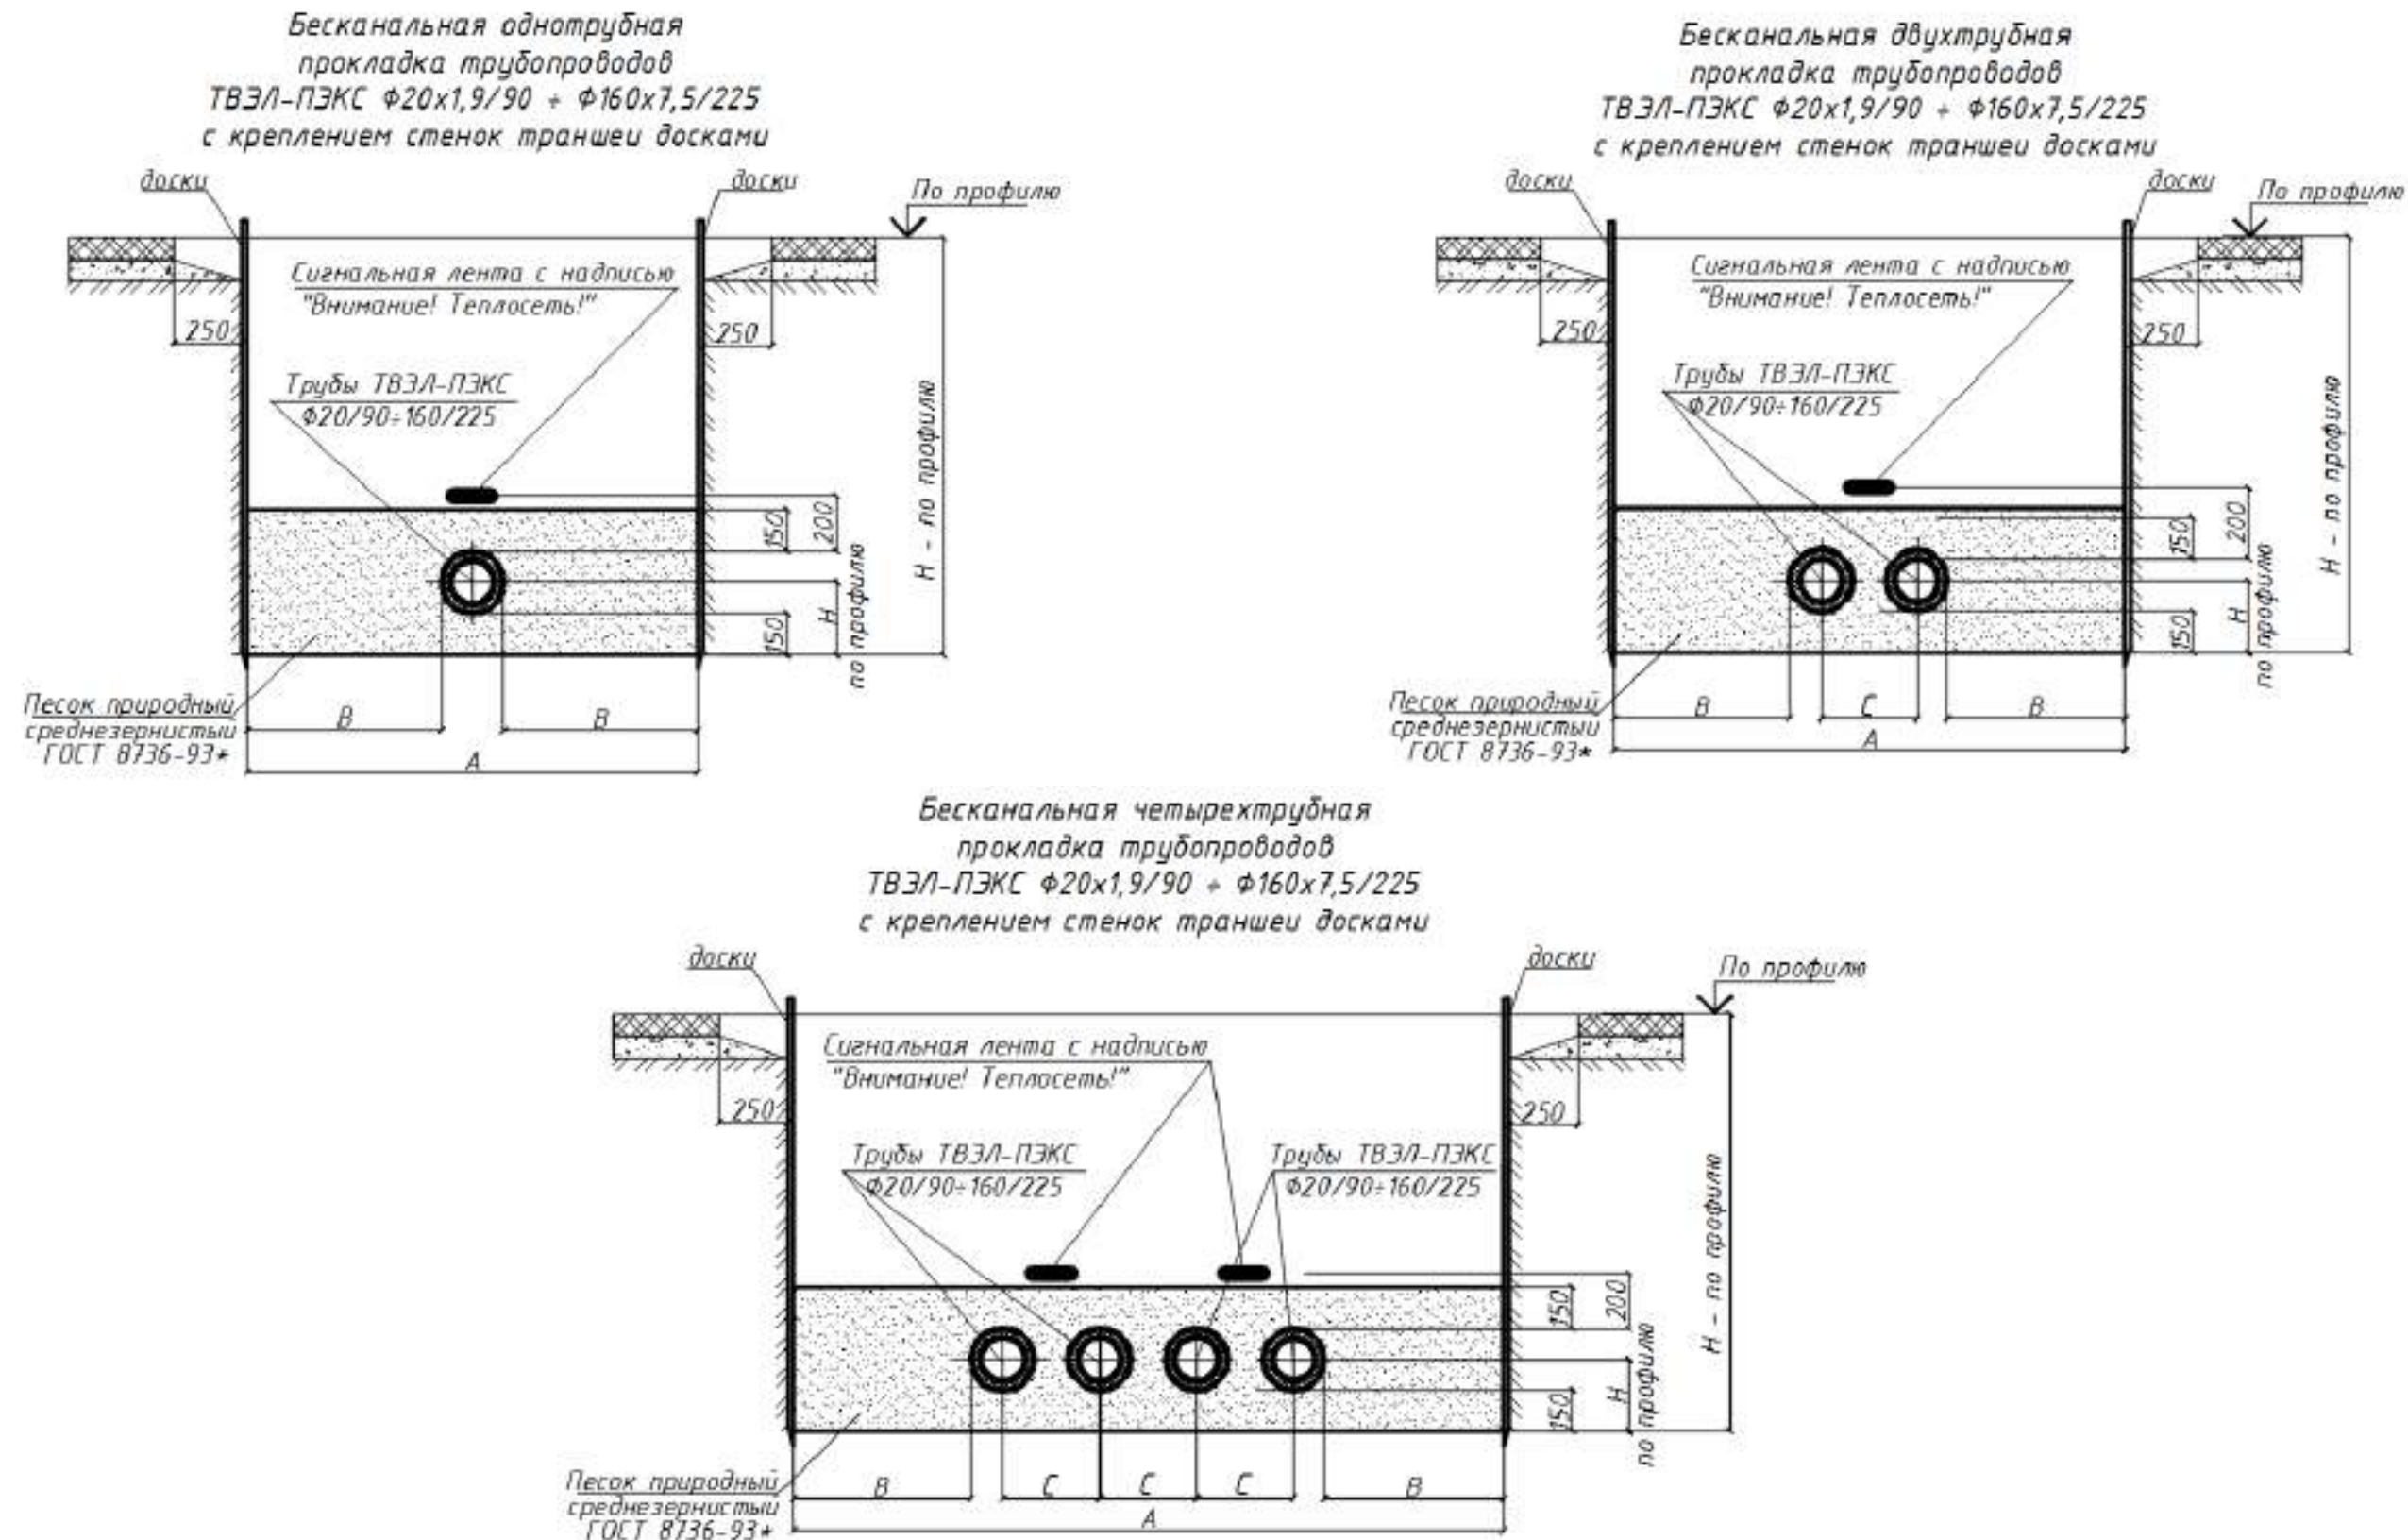 Бесканальная однотрубная
прокладка трубопроводов
ТВЭЛ-ПЭКС Ф20х1,9/90 ÷ Ф160х7,5/225
с креплением стенок траншеи досками
доски
доски
По профилю
Сигнальная лента с надписью
"Внимание! Теплосеть!"
250
250
Трубы ТВЭЛ-ПЭКС
Ф20/90÷160/225
150
200
150
Н
по профилю
Н - по профилю
Песок природный
среднезернистый
ГОСТ 8736-93*
В
В
А
Бесканальная двухтрубная
прокладка трубопроводов
ТВЭЛ-ПЭКС Ф20х1,9/90 ÷ Ф160х7,5/225
с креплением стенок траншеи досками
доски
доски
По профилю
Сигнальная лента с надписью
"Внимание! Теплосеть!"
250
250
Трубы ТВЭЛ-ПЭКС
Ф20/90÷160/225
150
200
150
Н
по профилю
Н - по профилю
Песок природный
среднезернистый
ГОСТ 8736-93*
В
С
В
А
Бесканальная четырехтрубная
прокладка трубопроводов
ТВЭЛ-ПЭКС Ф20х1,9/90 ÷ Ф160х7,5/225
с креплением стенок траншеи досками
доски
доски
По профилю
Сигнальная лента с надписью
"Внимание! Теплосеть!"
250
250
Трубы ТВЭЛ-ПЭКС
Ф20/90÷160/225
Трубы ТВЭЛ-ПЭКС
Ф20/90÷160/225
150
200
150
Н
по профилю
Н - по профилю
Песок природный
среднезернистый
ГОСТ 8736-93*
В
С
С
С
В
А